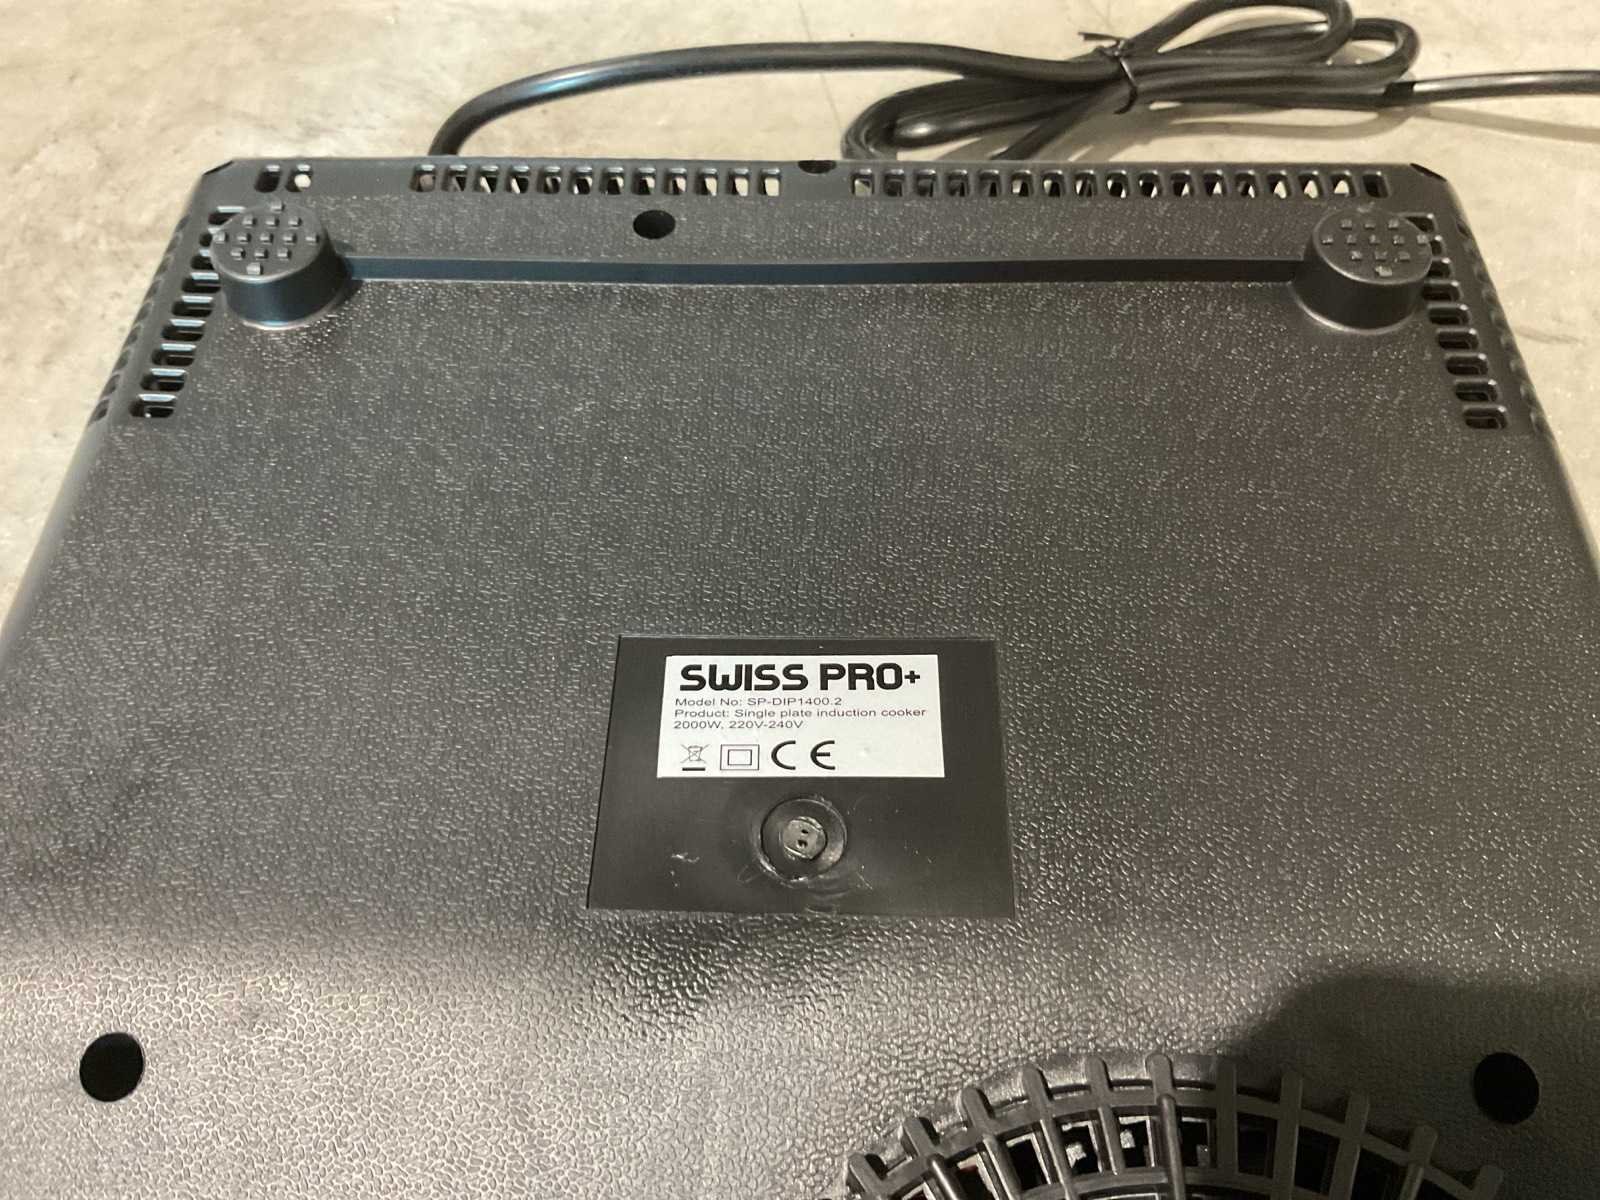 SWISS PRO+
Model No: SP-DIP1400.2
Product: Single plate induction cooker
2000W, 220V-240V
CE